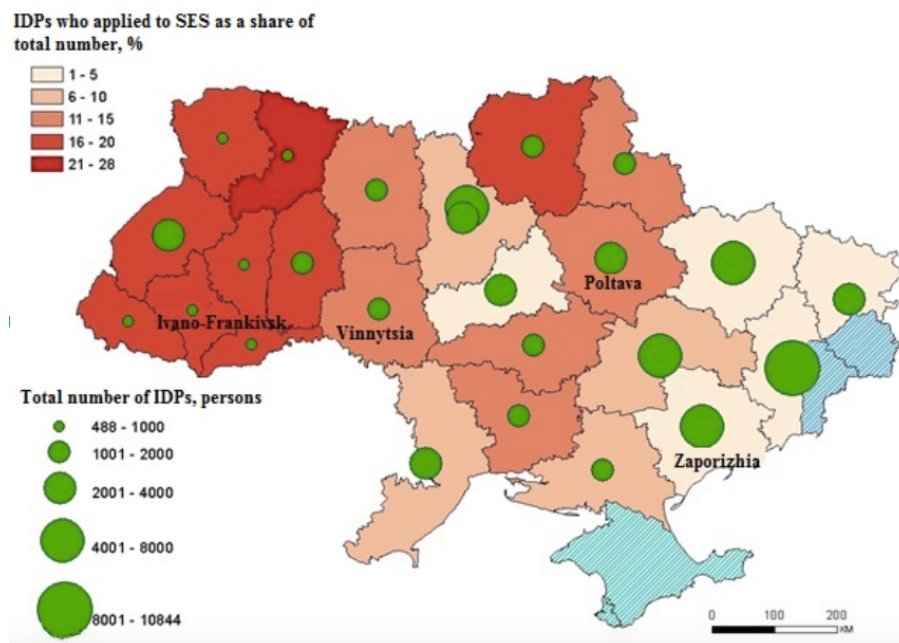 IDPs who applied to SES as a share of
total number, %
1 - 5
6 - 10
11 - 15
16 - 20
21 - 28
Ivano-Frankivsk
Vinnytsia
Poltava
Zaporizhia
Total number of IDPs, persons
488 - 1000
1001 - 2000
2001 - 4000
4001 - 8000
8001 - 10844
0 100 200
КМ